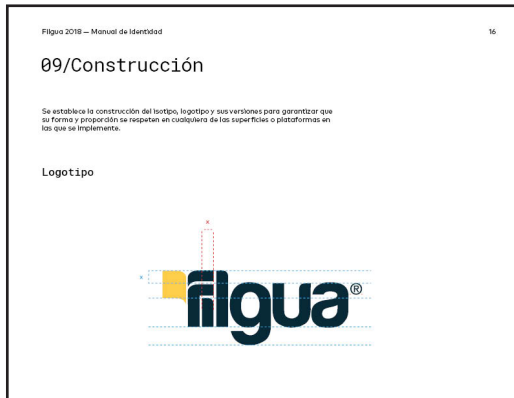 Filgua 2018 — Manual de Identidad
16
09/Construcción
Se establece la construcción del isotipo, logotipo y sus versiones para garantizar que
su forma y proporción se respeten en cualquiera de las superficies o plataformas en
las que se implemente.
Logotipo
x
x
filgua®